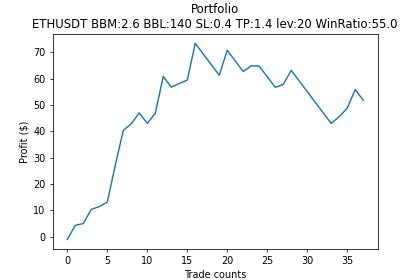 Portfolio
ETHUSDT BBM:2.6 BBL:140 SL:0.4 TP:1.4 lev:20 WinRatio:55.0
70
60
50
40
30
20
10
0
Profit ($)
0 5 10 15 20 25 30 35
Trade counts